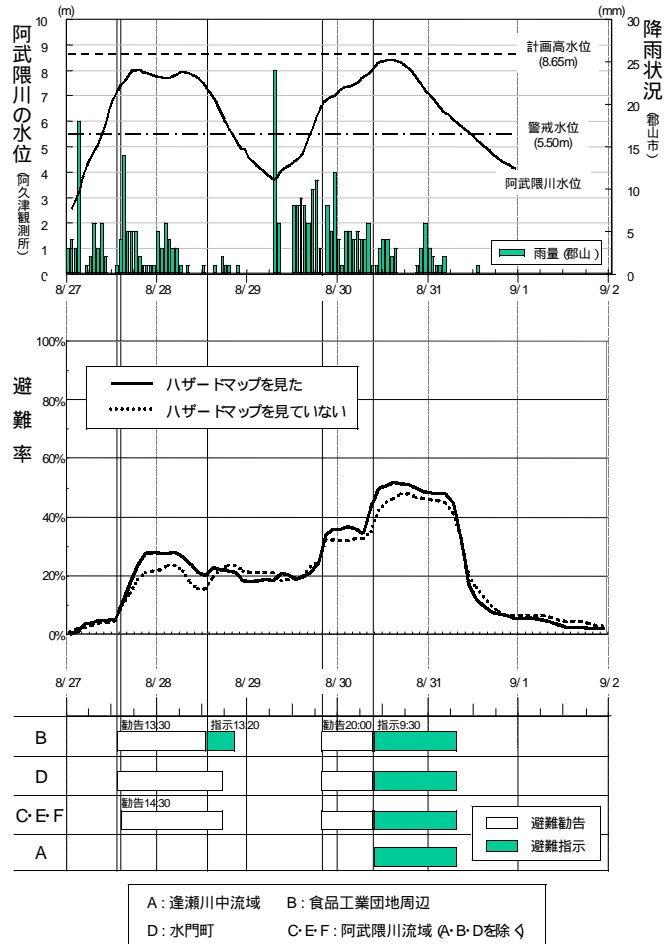 (m)
(mm)
阿武隈川の水位
(阿久津観測所)
降雨状況
(郡山市)
10
9
8
7
6
5
4
3
2
1
0
30
25
20
15
10
5
0
計画高水位
(8.65m)
警戒水位
(5.50m)
阿武隈川水位
雨量(郡山)
8/27
8/28
8/29
8/30
8/31
9/1
9/2
避難率
100%
80%
60%
40%
20%
0%
ハザードマップを見た
ハザードマップを見ていない
8/27
8/28
8/29
8/30
8/31
9/1
9/2
B
勧告13:30
指示13:20
勧告20:00
指示9:30
D
C・E・F
勧告14:30
A
避難勧告
避難指示
A:逢瀬川中流域 B:食品工業団地周辺
D:水門町 C・E・F:阿武隈川流域(A・B・Dを除く)